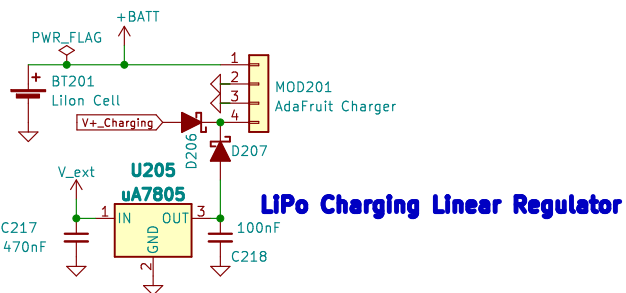 +BATT
PWR_FLAG
BT201
LiIon Cell
1
2
3
4
MOD201
AdaFruit Charger
V+_Charging
D206
D207
V_ext
U205
uA7805
1
IN
OUT
3
GND
2
C217
470nF
100nF
C218
LiPo Charging Linear Regulator